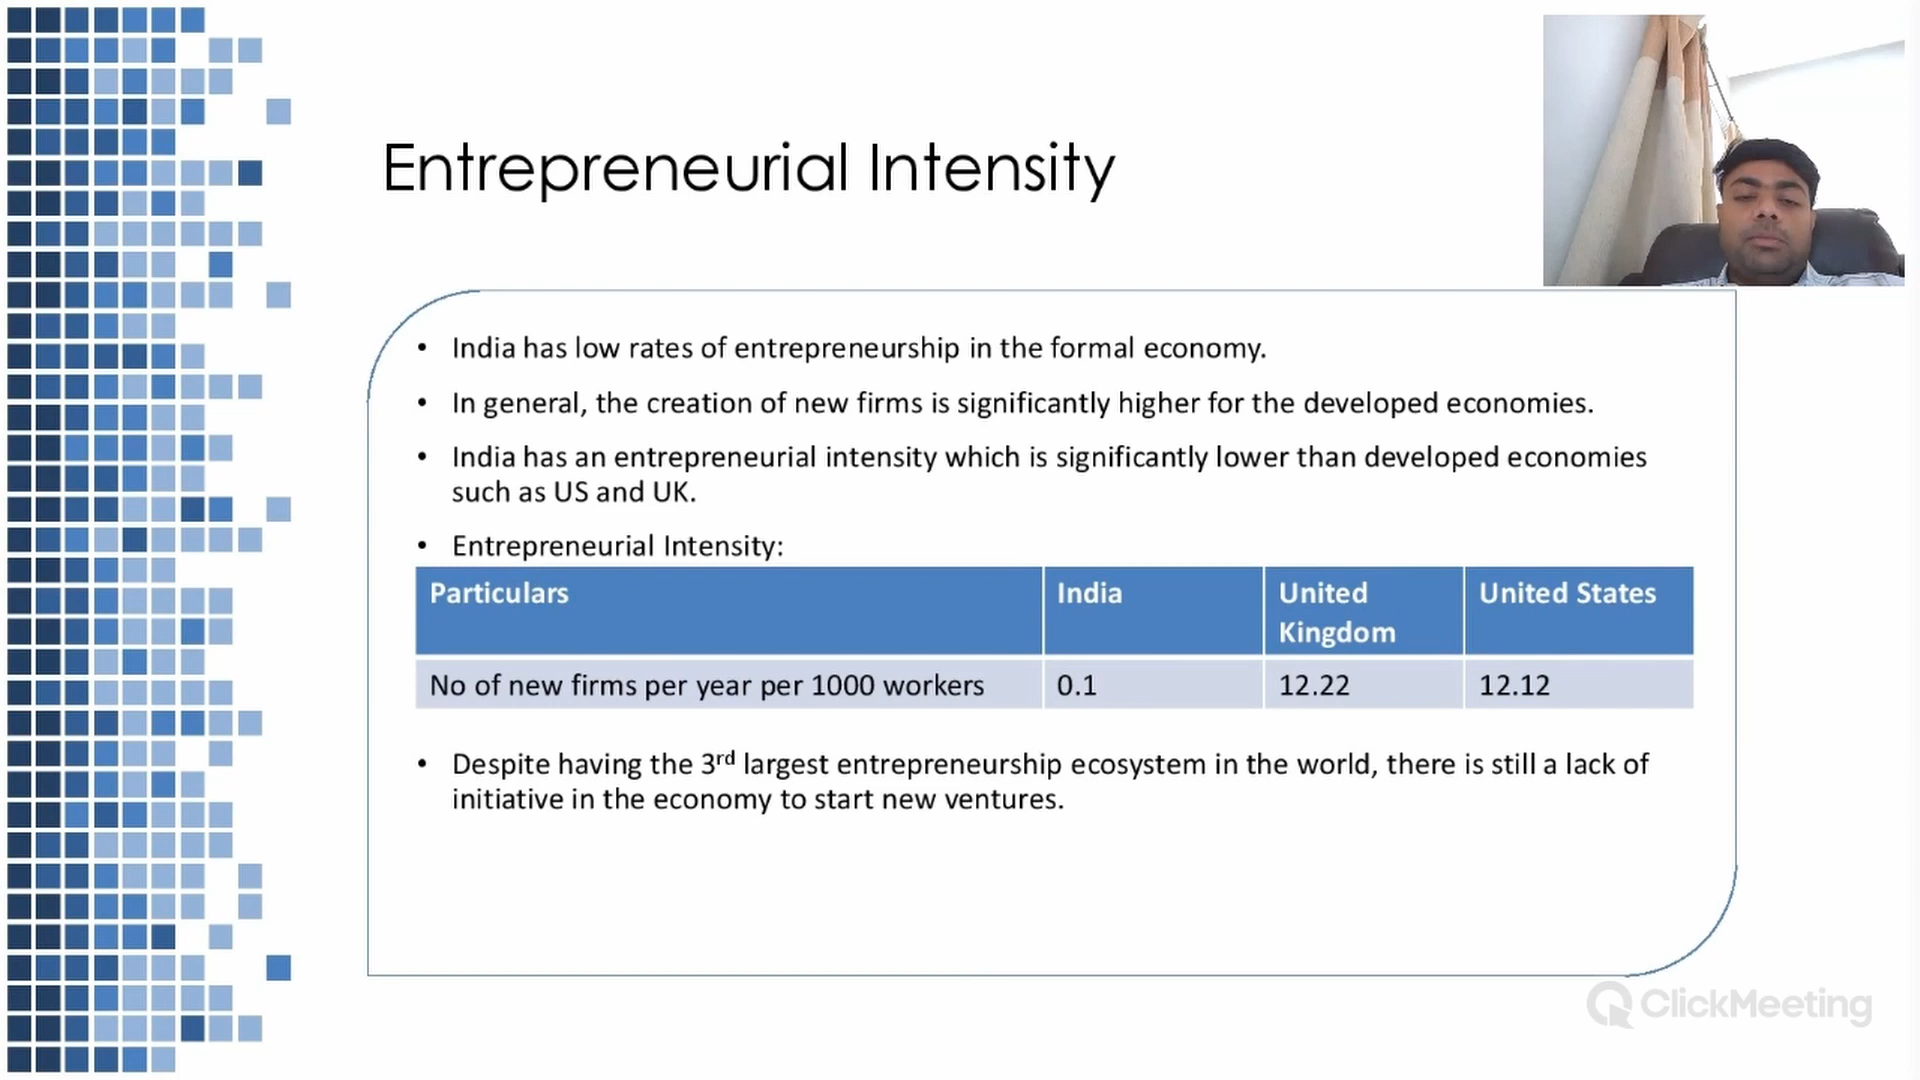 Entrepreneurial Intensity
• India has low rates of entrepreneurship in the formal economy.
• In general, the creation of new firms is significantly higher for the developed economies.
• India has an entrepreneurial intensity which is significantly lower than developed economies
such as US and UK.
• Entrepreneurial Intensity:
Particulars India United Kingdom United States
No of new firms per year per 1000 workers 0.1 12.22 12.12
• Despite having the 3rd largest entrepreneurship ecosystem in the world, there is still a lack of
initiative in the economy to start new ventures.
ClickMeeting